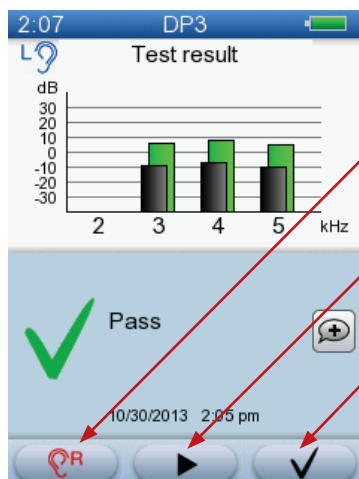 2:07 DP3
L Test result
dB
30
20
10
0
-10
-20
-30
2 3 4 5 kHz
Pass
10/30/2013 2:05 pm
R